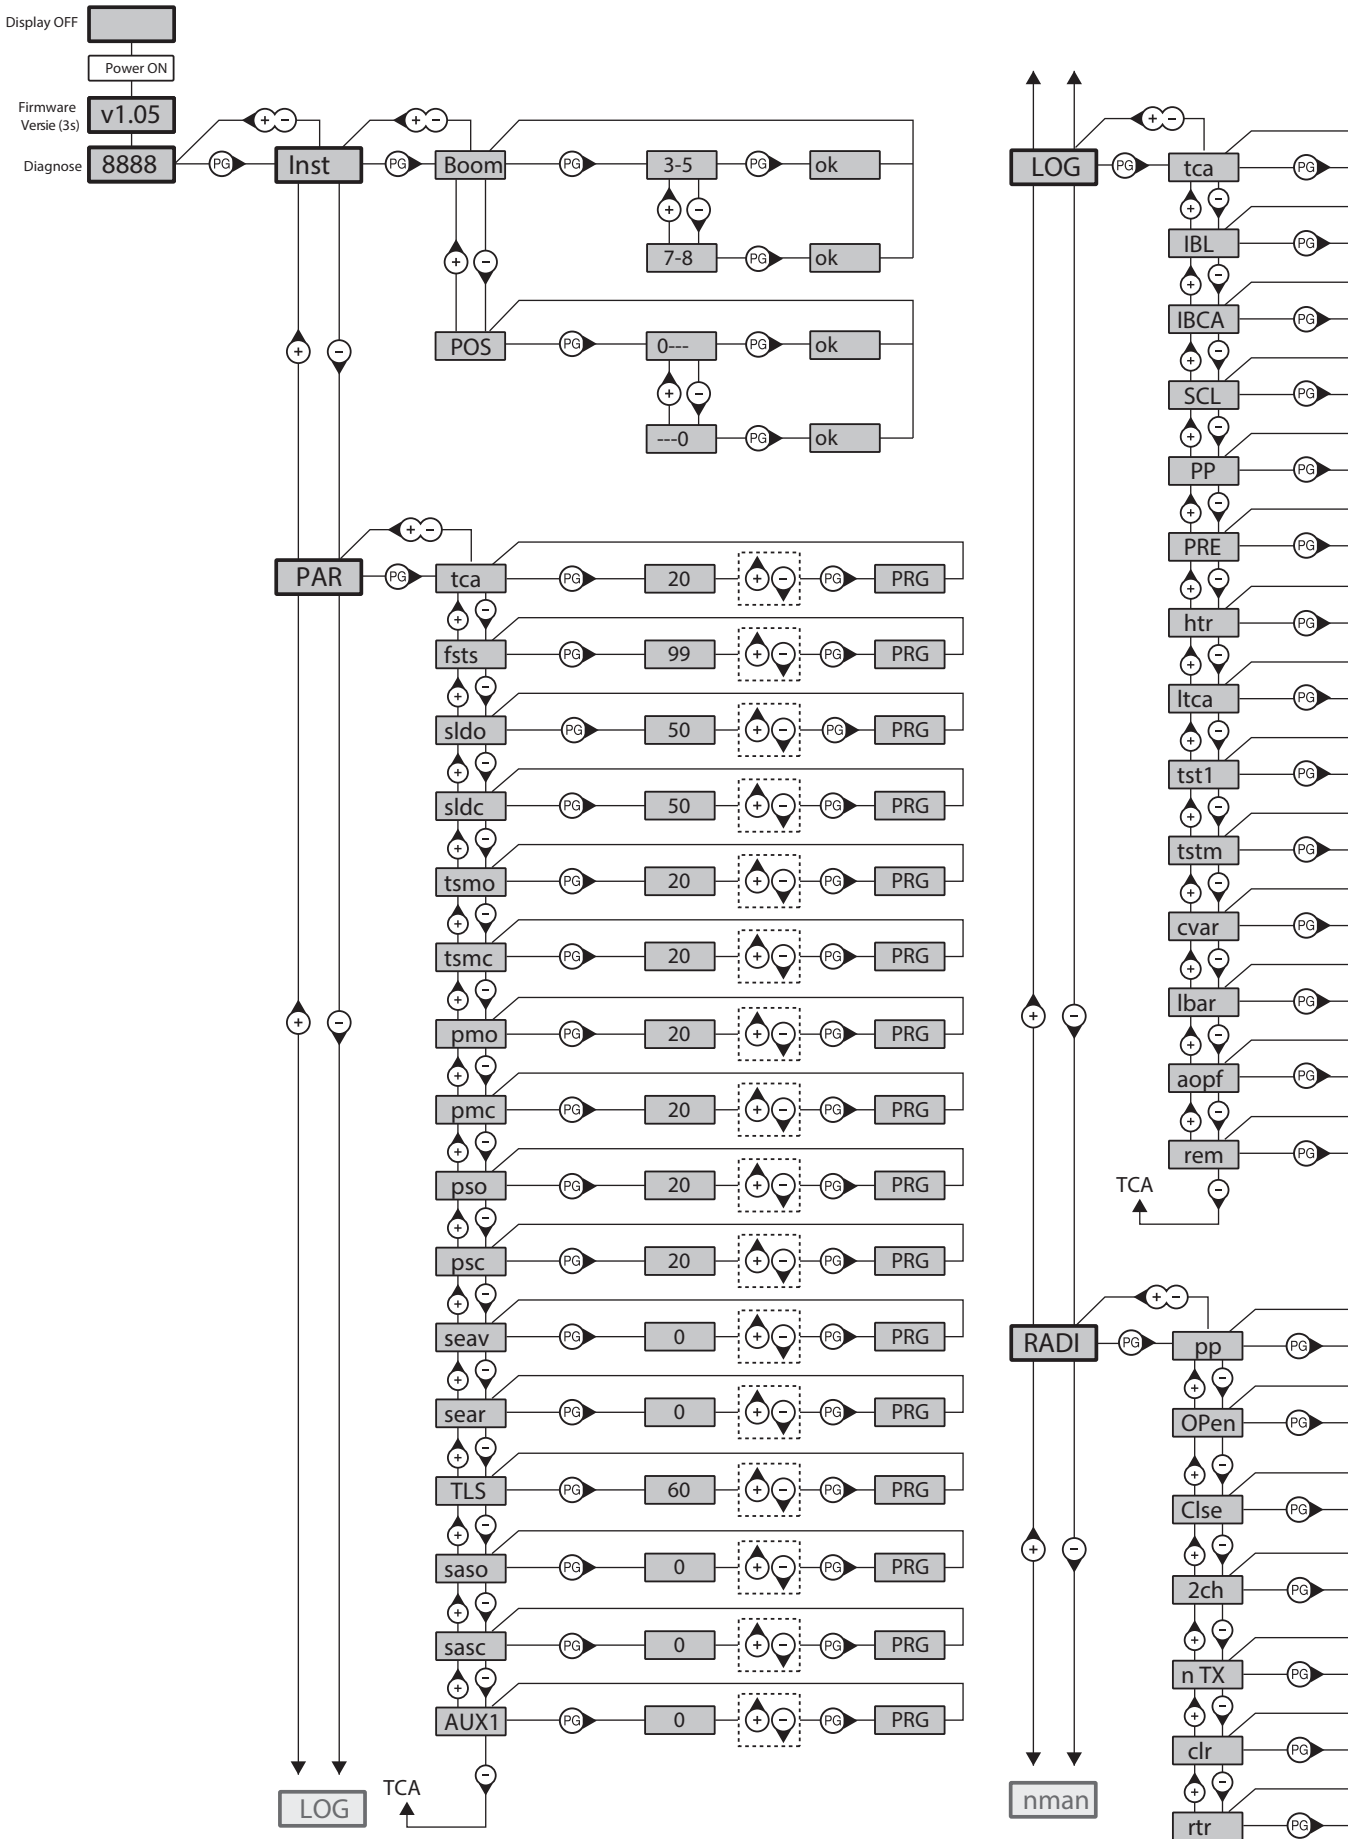 Display OFF
Power ON
Firmware
Versie (3s)
v1.05
Diagnose
8888
+ -
PG
Inst
+ -
PG
Boom
PG
3-5
PG
ok
+ -
7-8
PG
ok
+ -
POS
PG
0---
PG
ok
+ -
---0
PG
ok
+ -
PAR
+ -
PG
tca
PG
20
+ -
PG
PRG
+ -
fsts
PG
99
+ -
PG
PRG
+ -
sldo
PG
50
+ -
PG
PRG
+ -
sldc
PG
50
+ -
PG
PRG
+ -
tsmo
PG
20
+ -
PG
PRG
+ -
tsmc
PG
20
+ -
PG
PRG
+ -
pmo
PG
20
+ -
PG
PRG
+ -
pmc
PG
20
+ -
PG
PRG
+ -
pso
PG
20
+ -
PG
PRG
+ -
psc
PG
20
+ -
PG
PRG
+ -
seav
PG
0
+ -
PG
PRG
+ -
sear
PG
0
+ -
PG
PRG
+ -
TLS
PG
60
+ -
PG
PRG
+ -
saso
PG
0
+ -
PG
PRG
+ -
sasc
PG
0
+ -
PG
PRG
+ -
AUX1
PG
0
+ -
PG
PRG
-
TCA
+ -
LOG
LOG
+ -
PG
tca
PG
+ -
IBL
PG
+ -
IBCA
PG
+ -
SCL
PG
+ -
PP
PG
+ -
PRE
PG
+ -
htr
PG
+ -
ltca
PG
+ -
tst1
PG
+ -
tstm
PG
+ -
cvar
PG
+ -
lbar
PG
+ -
aopf
PG
+ -
rem
PG
-
TCA
+ -
RADI
+ -
PG
pp
PG
+ -
OPen
PG
+ -
Clse
PG
+ -
2ch
PG
+ -
n TX
PG
+ -
clr
PG
+ -
rtr
PG
+ -
nman